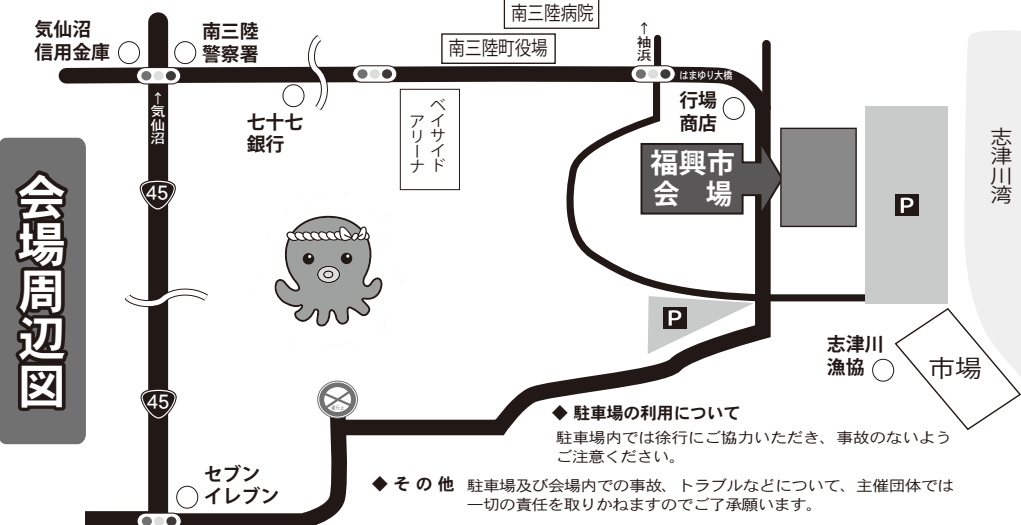 南三陸病院
気仙沼
信用金庫
南三陸
警察署
南三陸町役場
↑袖浜
はまゆり大橋
↑気仙沼
七十七
銀行
ベイサイド
アリーナ
行場
商店
福興市
会場
P
志津川湾
会場周辺図
45
P
志津川
漁協
市場
45
◆ 駐車場の利用について
駐車場内では徐行にご協力いただき、事故のないよう
ご注意ください。
セブン
イレブン
◆ その他 駐車場及び会場内での事故、トラブルなどについて、主催団体では
一切の責任を取りかねますのでご了承願います。